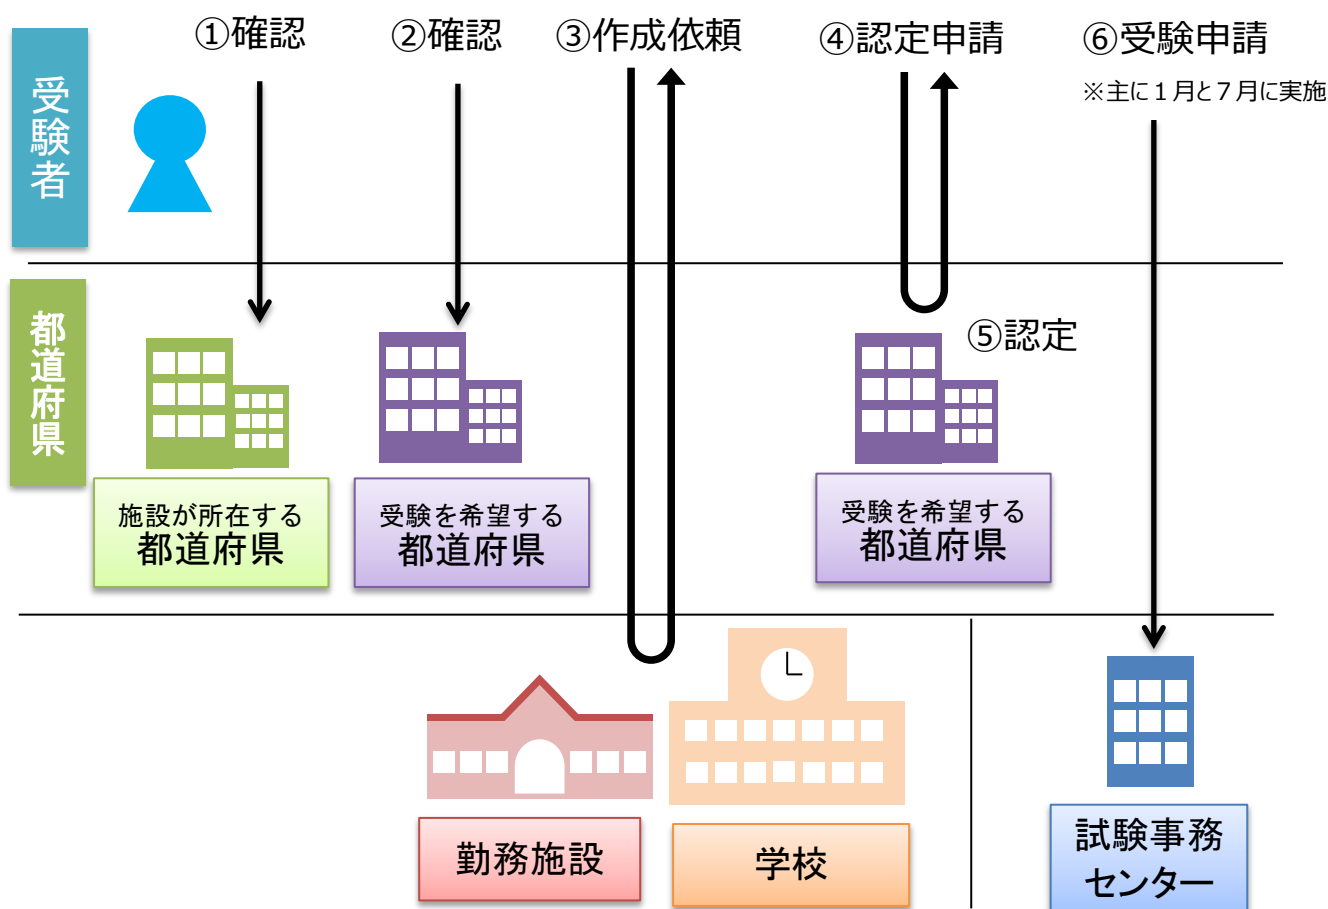 ①確認
②確認
③作成依頼
④認定申請
⑥受験申請
※主に１月と７月に実施
受験者
都道府県
⑤認定
施設が所在する
都道府県
受験を希望する
都道府県
受験を希望する
都道府県
勤務施設
学校
試験事務
センター